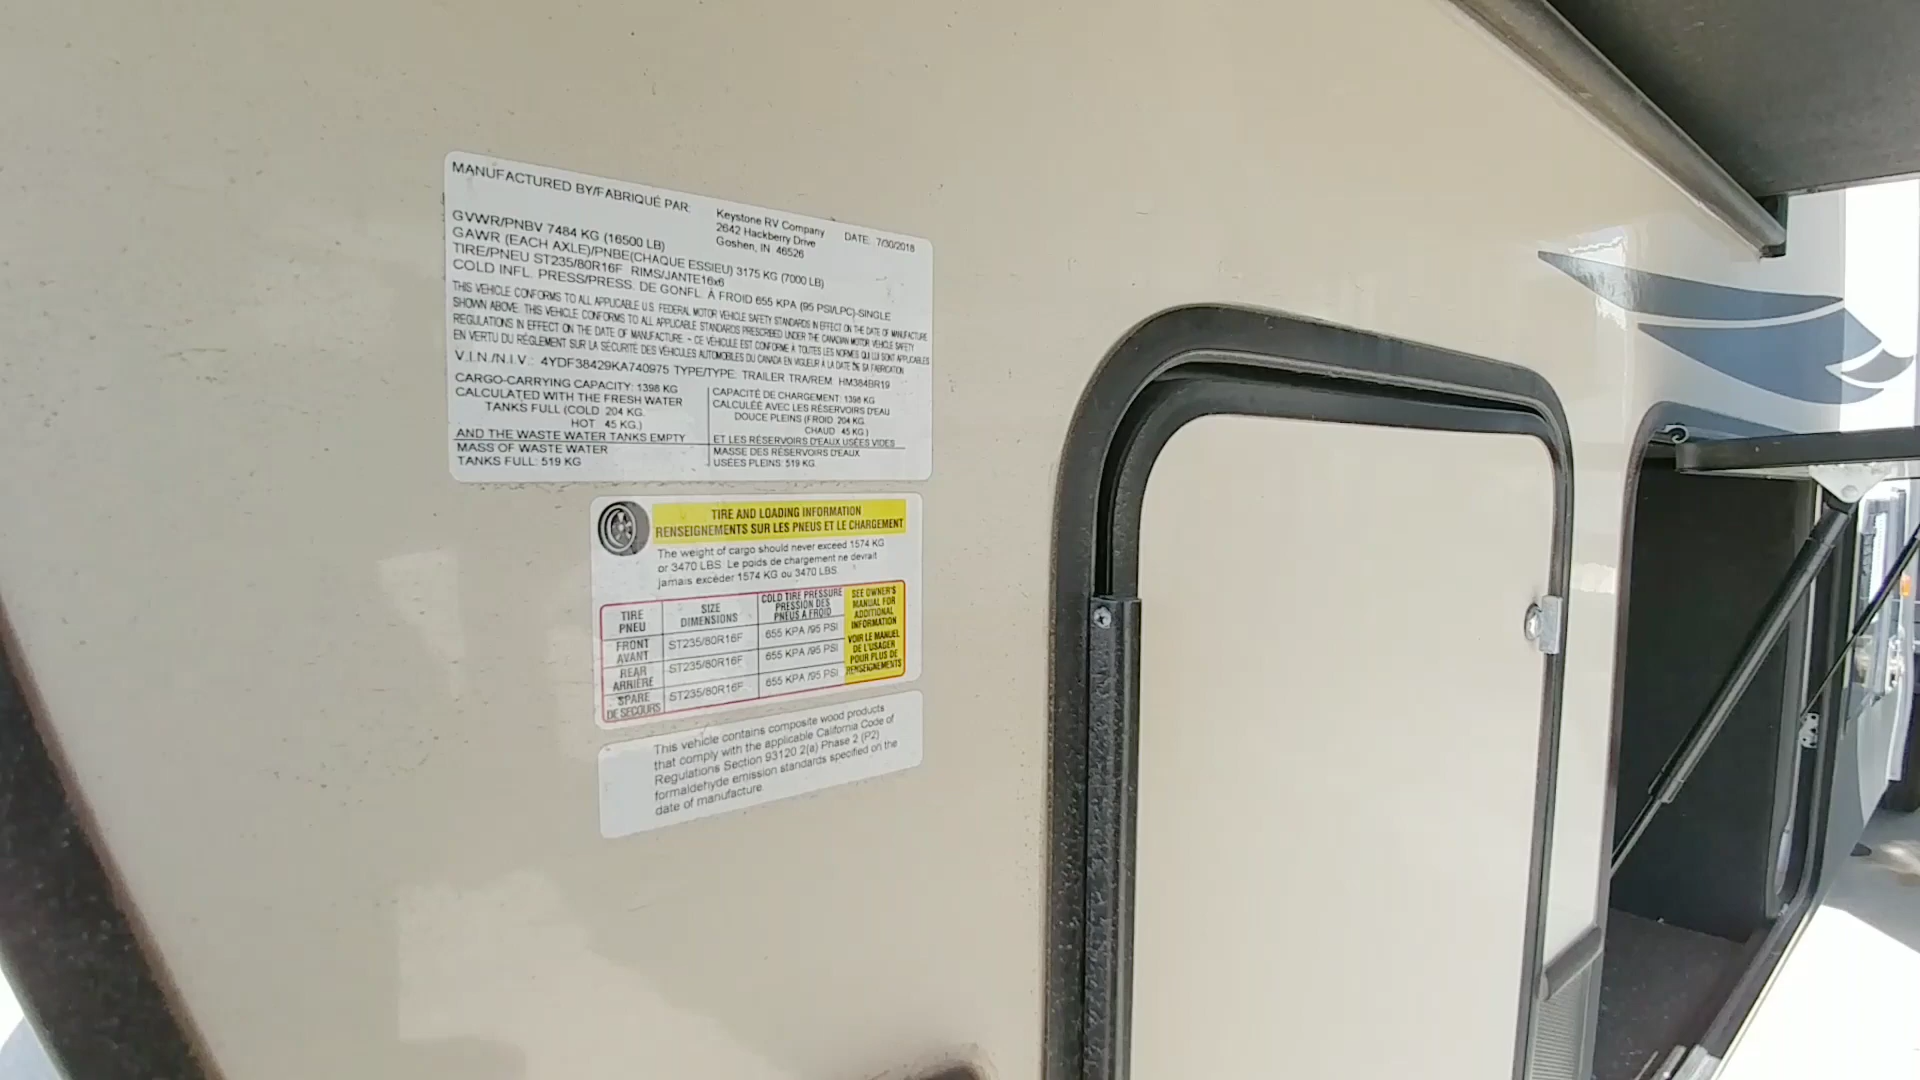 MANUFACTURED BY/FABRIQUÉ PAR:
Keystone RV Company
2642 Hackberry Drive
Goshen, IN 46526
DATE: 7/30/2018
GVWR/PNBV 7484 KG (16500 LB)
GAWR (EACH AXLE)/PNBE(CHAQUE ESSIEU) 3175 KG (7000 LB)
TIRE/PNEU ST235/80R16F RIMS/JANTE16x6
COLD INFL. PRESS/PRESS. DE GONFL. À FROID 655 KPA (95 PSI/LPC)-SINGLE
THIS VEHICLE CONFORMS TO ALL APPLICABLE U.S. FEDERAL MOTOR VEHICLE SAFETY STANDARDS IN EFFECT ON THE DATE OF MANUFACTURE
SHOWN ABOVE. THIS VEHICLE CONFORMS TO ALL APPLICABLE STANDARDS PRESCRIBED UNDER THE CANADIAN MOTOR VEHICLE SAFETY
REGULATIONS IN EFFECT ON THE DATE OF MANUFACTURE. - CE VÉHICULE EST CONFORME À TOUTES LES NORMES QUI LUI SONT APPLICABLES
EN VERTU DU RÈGLEMENT SUR LA SÉCURITÉ DES VÉHICULES AUTOMOBILES DU CANADA EN VIGUEUR À LA DATE DE SA FABRICATION
V.I.N./N.I.V.: 4YDF38429KA740975 TYPE/TYPE: TRAILER TRA/REM HM384BR19
CARGO-CARRYING CAPACITY: 1398 KG
CALCULATED WITH THE FRESH WATER
TANKS FULL (COLD 204 KG.
HOT 45 KG.)
AND THE WASTE WATER TANKS EMPTY
MASS OF WASTE WATER
TANKS FULL: 519 KG
CAPACITÉ DE CHARGEMENT: 1398 KG
CALCULÉE AVEC LES RÉSERVOIRS D'EAU
DOUCE PLEINS (FROID 204 KG.
CHAUD 45 KG.)
ET LES RÉSERVOIRS D'EAUX USÉES VIDES
MASSE DES RÉSERVOIRS D'EAUX
USÉES PLEINS: 519 KG
TIRE AND LOADING INFORMATION
RENSEIGNEMENTS SUR LES PNEUS ET LE CHARGEMENT
The weight of cargo should never exceed 1574 KG
or 3470 LBS. Le poids de chargement ne devrait
jamais excéder 1574 KG ou 3470 LBS.
TIRE
PNEU
SIZE
DIMENSIONS
COLD TIRE PRESSURE
PRESSION DES
PNEUS À FROID
FRONT
AVANT
ST235/80R16F
655 KPA /95 PSI
REAR
ARRIÈRE
ST235/80R16F
655 KPA /95 PSI
SPARE
DE SECOURS
ST235/80R16F
655 KPA /95 PSI
SEE OWNER'S
MANUAL FOR
ADDITIONAL
INFORMATION
VOIR LE MANUEL
DE L'USAGER
POUR PLUS DE
RENSEIGNEMENTS
This vehicle contains composite wood products
that comply with the applicable California Code of
Regulations Section 93120.2(a) Phase 2 (P2)
formaldehyde emission standards specified on the
date of manufacture